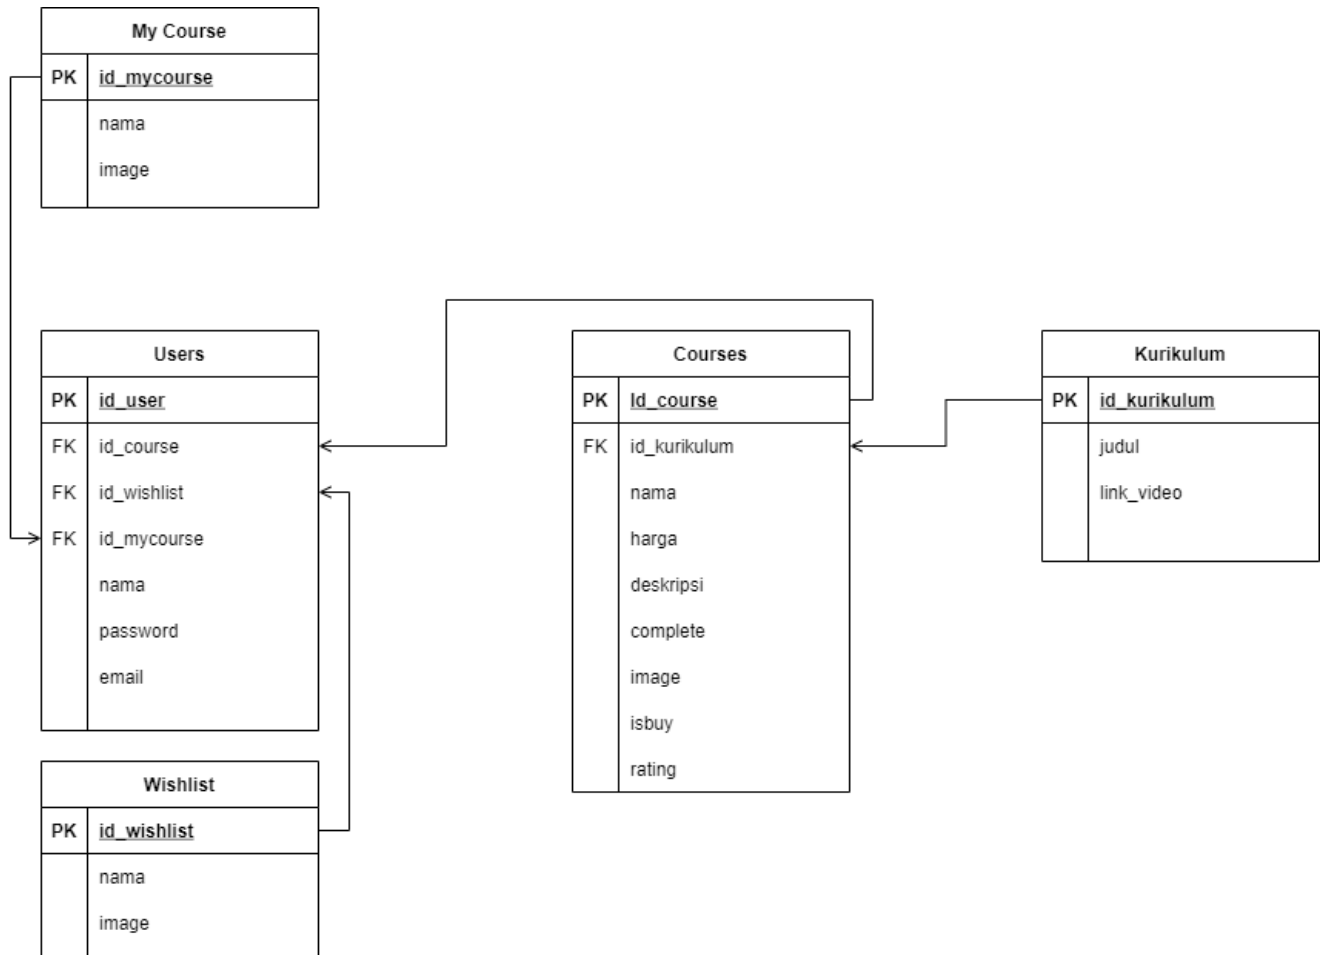 My Course
PK id_mycourse
nama
image
Users
PK id_user
FK id_course
FK id_wishlist
FK id_mycourse
nama
password
email
Wishlist
PK id_wishlist
nama
image
Courses
PK Id_course
FK id_kurikulum
nama
harga
deskripsi
complete
image
isbuy
rating
Kurikulum
PK id_kurikulum
judul
link_video